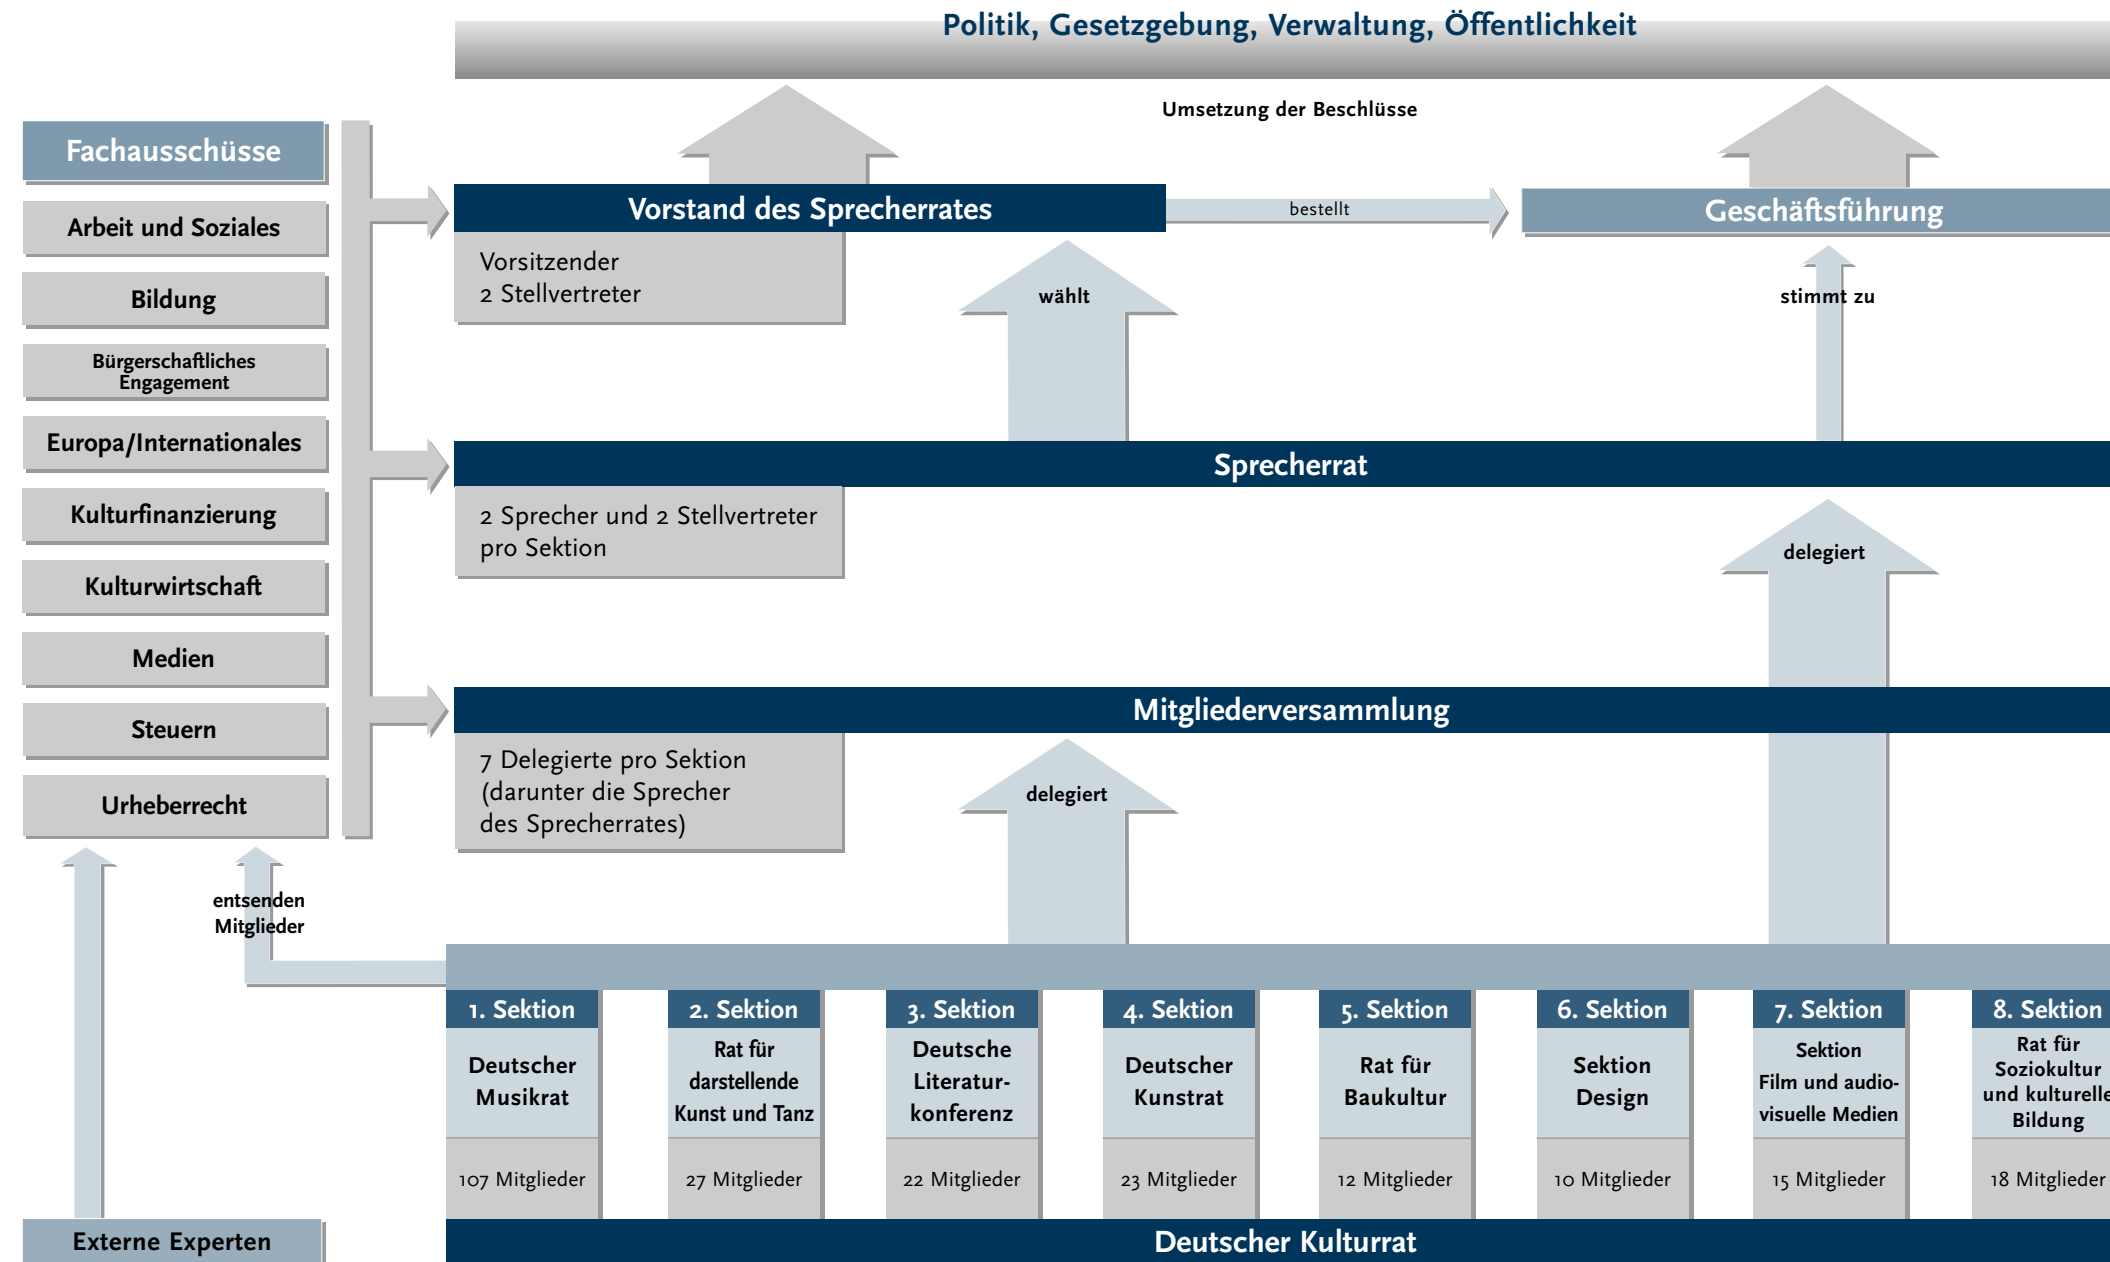 Politik, Gesetzgebung, Verwaltung, Öffentlichkeit
Umsetzung der Beschlüsse
Fachausschüsse
Arbeit und Soziales
Bildung
Bürgerschaftliches
Engagement
Europa/Internationales
Kulturfinanzierung
Kulturwirtschaft
Medien
Steuern
Urheberrecht
entsenden
Mitglieder
Externe Experten
Vorstand des Sprecherrates
bestellt
Geschäftsführung
Vorsitzender
2 Stellvertreter
wählt
stimmt zu
Sprecherrat
2 Sprecher und 2 Stellvertreter
pro Sektion
delegiert
Mitgliederversammlung
7 Delegierte pro Sektion
(darunter die Sprecher
des Sprecherrates)
delegiert
1. Sektion
Deutscher
Musikrat
107 Mitglieder
2. Sektion
Rat für
darstellende
Kunst und Tanz
27 Mitglieder
3. Sektion
Deutsche
Literatur-
konferenz
22 Mitglieder
4. Sektion
Deutscher
Kunstrat
23 Mitglieder
5. Sektion
Rat für
Baukultur
12 Mitglieder
6. Sektion
Sektion
Design
10 Mitglieder
7. Sektion
Sektion
Film und audio-
visuelle Medien
15 Mitglieder
8. Sektion
Rat für
Soziokultur
und kulturelle
Bildung
18 Mitglieder
Deutscher Kulturrat